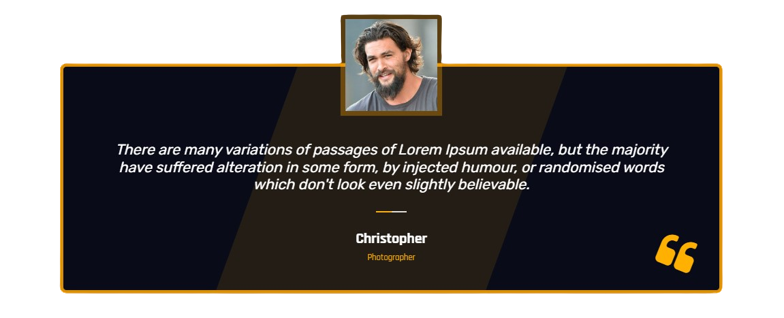 There are many variations of passages of Lorem Ipsum available, but the majority
have suffered alteration in some form, by injected humour, or randomised words
which don't look even slightly believable.
Christopher
Photographer